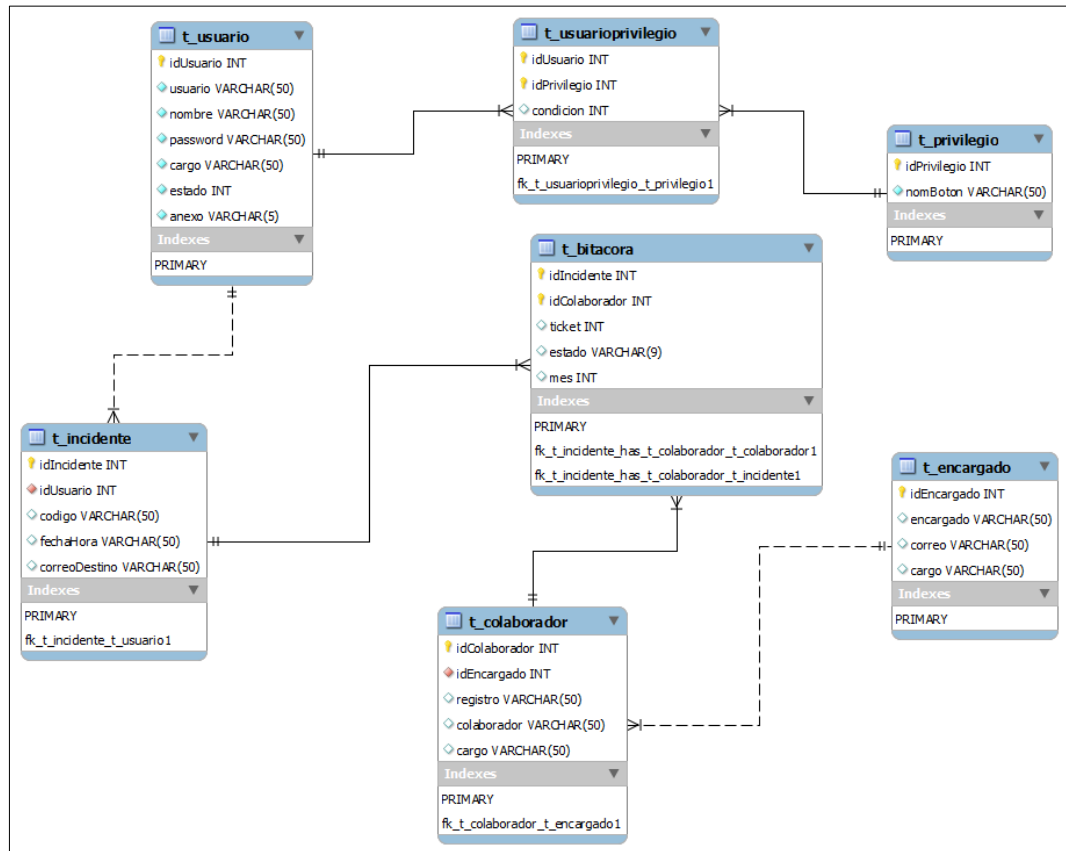 t_usuario
idUsuario INT
usuario VARCHAR(50)
nombre VARCHAR(50)
password VARCHAR(50)
cargo VARCHAR(50)
estado INT
anexo VARCHAR(5)
Indexes
PRIMARY
t_usuarioprivilegio
idUsuario INT
idPrivilegio INT
condicion INT
Indexes
PRIMARY
fk_t_usuarioprivilegio_t_privilegio1
t_privilegio
idPrivilegio INT
nomBoton VARCHAR(50)
Indexes
PRIMARY
t_bitacora
idIncidente INT
idColaborador INT
ticket INT
estado VARCHAR(9)
mes INT
Indexes
PRIMARY
fk_t_incidente_has_t_colaborador_t_colaborador1
fk_t_incidente_has_t_colaborador_t_incidente1
t_incidente
idIncidente INT
idUsuario INT
codigo VARCHAR(50)
fechaHora VARCHAR(50)
correoDestino VARCHAR(50)
Indexes
PRIMARY
fk_t_incidente_t_usuario1
t_encargado
idEncargado INT
encargado VARCHAR(50)
correo VARCHAR(50)
cargo VARCHAR(50)
Indexes
PRIMARY
t_colaborador
idColaborador INT
idEncargado INT
registro VARCHAR(50)
colaborador VARCHAR(50)
cargo VARCHAR(50)
Indexes
PRIMARY
fk_t_colaborador_t_encargado1